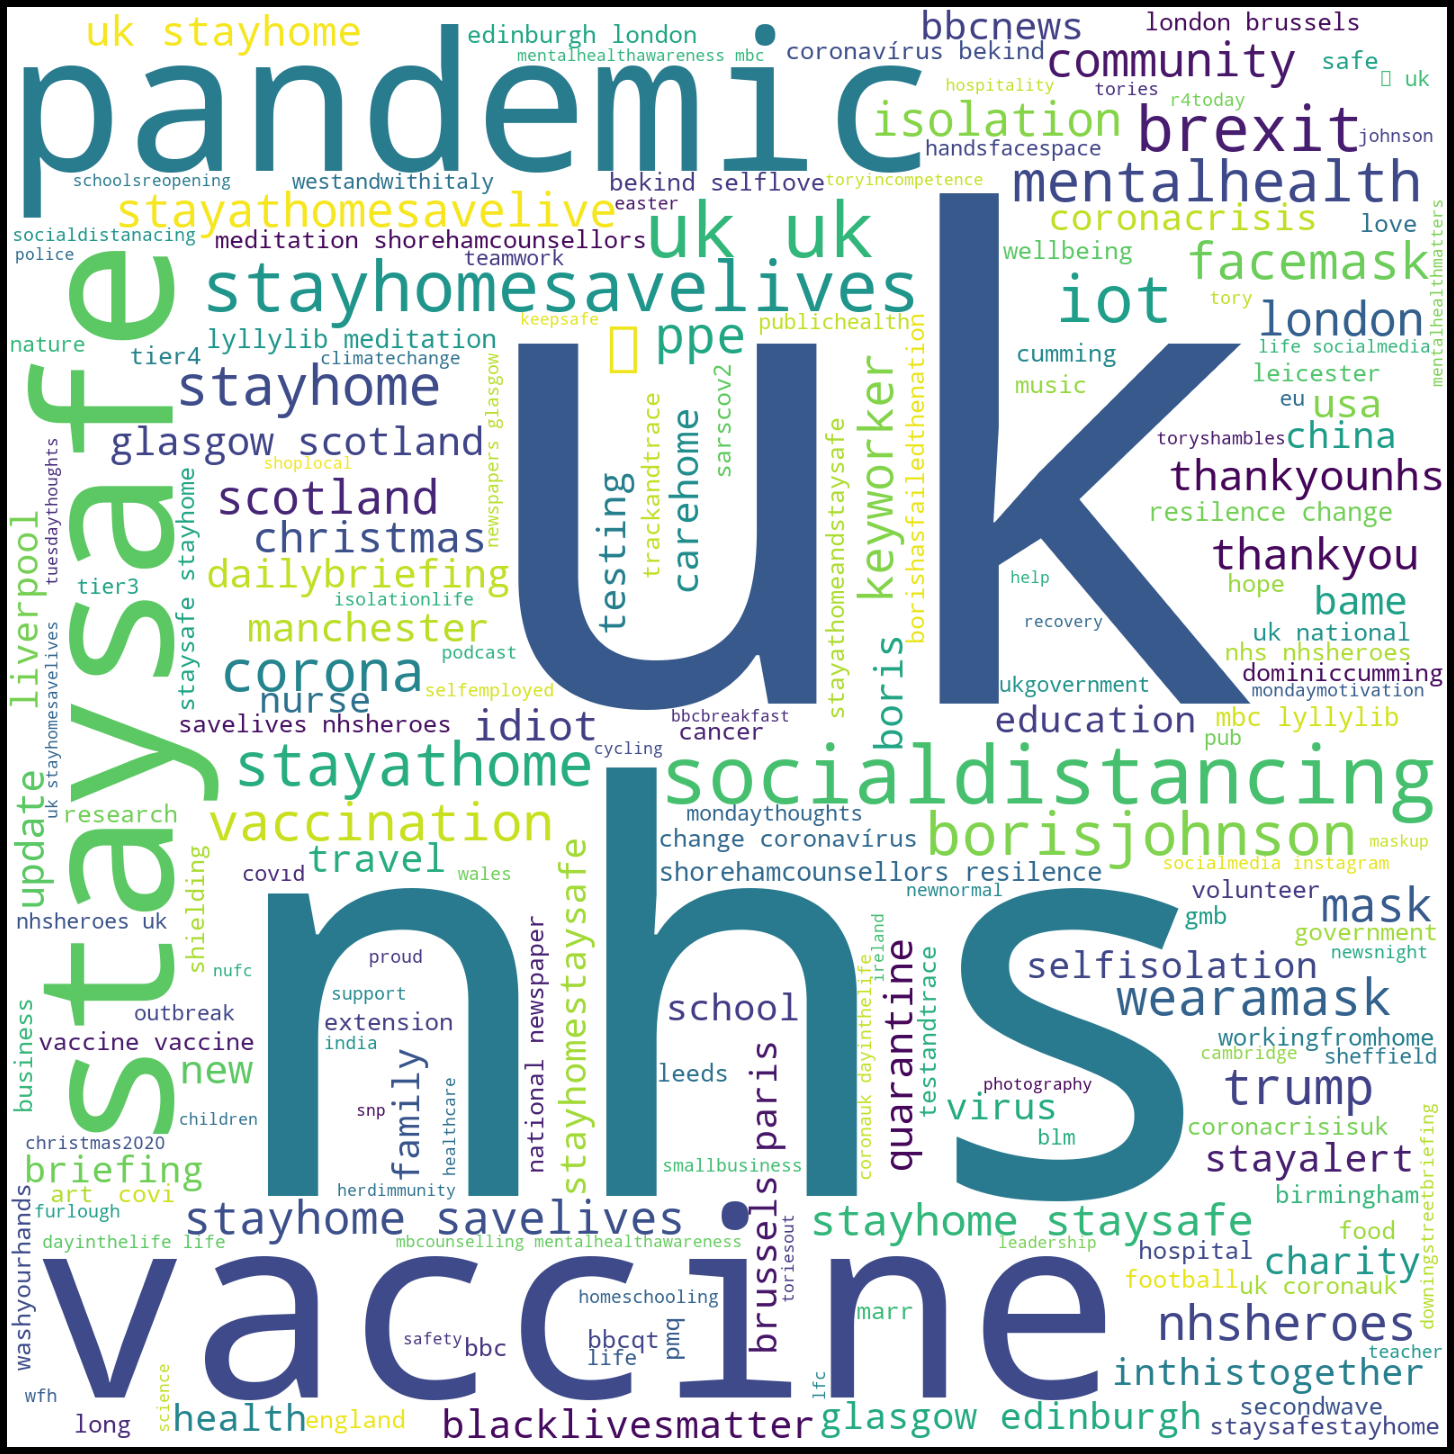 uk stayhome
edinburgh london
bbcnews
london brussels
mentalhealthawareness mbc
coronavírus bekind
community
safe
▯ uk
pandemic
hospitality
tories
r4today
isolation
brexit
johnson
handsfacespace
schoolsreopening
westandwithitaly
bekind selflove
toryincompetence
mentalhealth
stayathomesavelive
easter
uk uk
coronacrisis
love
socialdistanacing
meditation shorehamcounsellors
police
teamwork
wellbeing
facemask
mentalhealthmatters
stayhomesavelives
iot
tory
london
keepsafe
▯
ppe
publichealth
nature
tier4
lyllylib meditation
climatechange
cumming
life socialmedia
stayhome
music
leicester
eu
usa
uk
staysafe
glasgow scotland
newspapers glasgow
sarscov2
trackandtrace
carehome
testing
keyworker
borishasfailedthenation
stayathomeandstaysafe
toryshambles
china
tuesdaythoughts
shoplocal
thankyounhs
scotland
staysafe stayhome
resilence change
christmas
thankyou
liverpool
tier3
dailybriefing
help
hope
isolationlife
bame
manchester
recovery
uk national
uk stayhomesavelives
podcast
boris
nhs nhsheroes
corona
dominiccumming
nurse
selfemployed
ukgovernment
mondaymotivation
savelives nhsheroes
idiot
bbcbreakfast
cancer
education
mbc lyllylib
cycling
pub
stayathome
socialdistancing
update
research
vaccination
mondaythoughts
change coronavírus
borisjohnson
maskup
travel
stayhomestaysafe
socialmedia instagram
covid
wales
shorehamcounsellors resilence
newnormal
volunteer
shielding
nhs
mask
nhsheroes uk
gmb
government
newsnight
ireland
proud
nufc
selfisolation
coronauk dayinthelife
quarantine
testandtrace
national newspaper
support
wearamask
business
outbreak
extension
school
vaccine vaccine
india
workingfromhome
new
family
leeds
cambridge
sheffield
healthcare
photography
trump
snp
virus
children
blm
coronacrisisuk
christmas2020
briefing
smallbusiness
stayalert
brussels paris
downingstreetbriefing
art covi
herdimmunity
birmingham
washyourhands
furlough
stayhome savelives
stayhome staysafe
food
dayinthelife life
mbcounselling mentalhealthawareness
toriesout
leadership
hospital
charity
vaccine
football
uk coronauk
homeschooling
marr
nhsheroes
safety
bbc
bbcqt
life
pmq
teacher
inthistogether
wfh
science
lfc
long
health
england
blacklivesmatter
glasgow edinburgh
secondwave
staysafestayhome